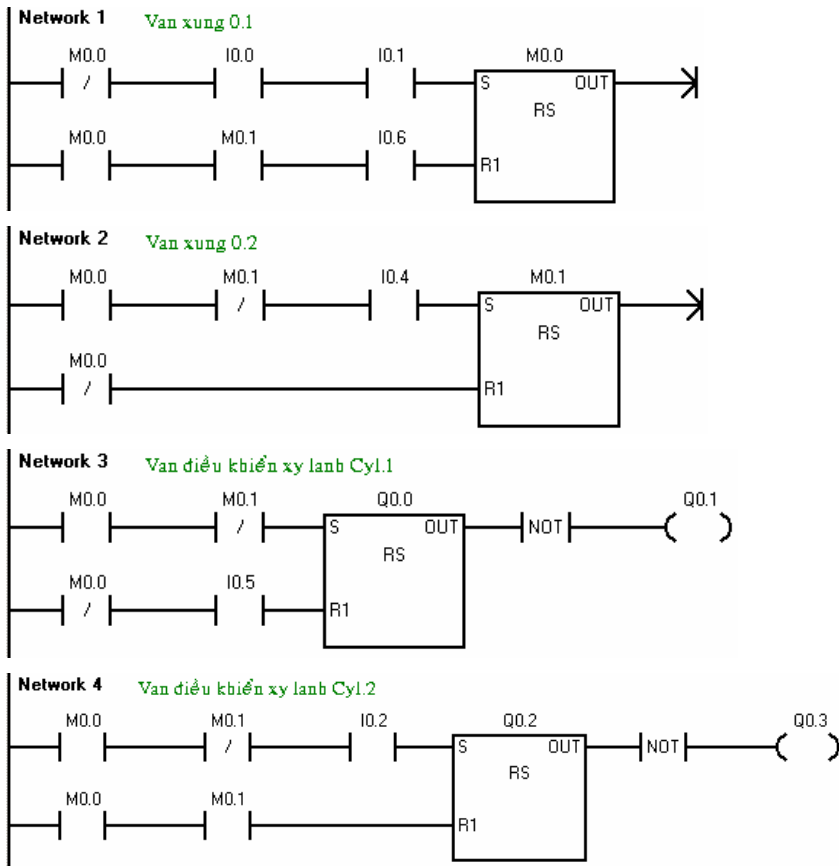 Network 1 Van xung 0.1
M0.0 I0.0 I0.1 M0.0
/ S OUT
RS
M0.0 M0.1 I0.6
R1
Network 2 Van xung 0.2
M0.0 M0.1 I0.4 M0.1
/ S OUT
RS
M0.0
/ R1
Network 3 Van điều khiển xy lanh Cyl.1
M0.0 M0.1 Q0.0 Q0.1
/ S OUT NOT
RS
M0.0 I0.5
/ R1
Network 4 Van điều khiển xy lanh Cyl.2
M0.0 M0.1 I0.2 Q0.2 Q0.3
/ S OUT NOT
RS
M0.0 M0.1
R1